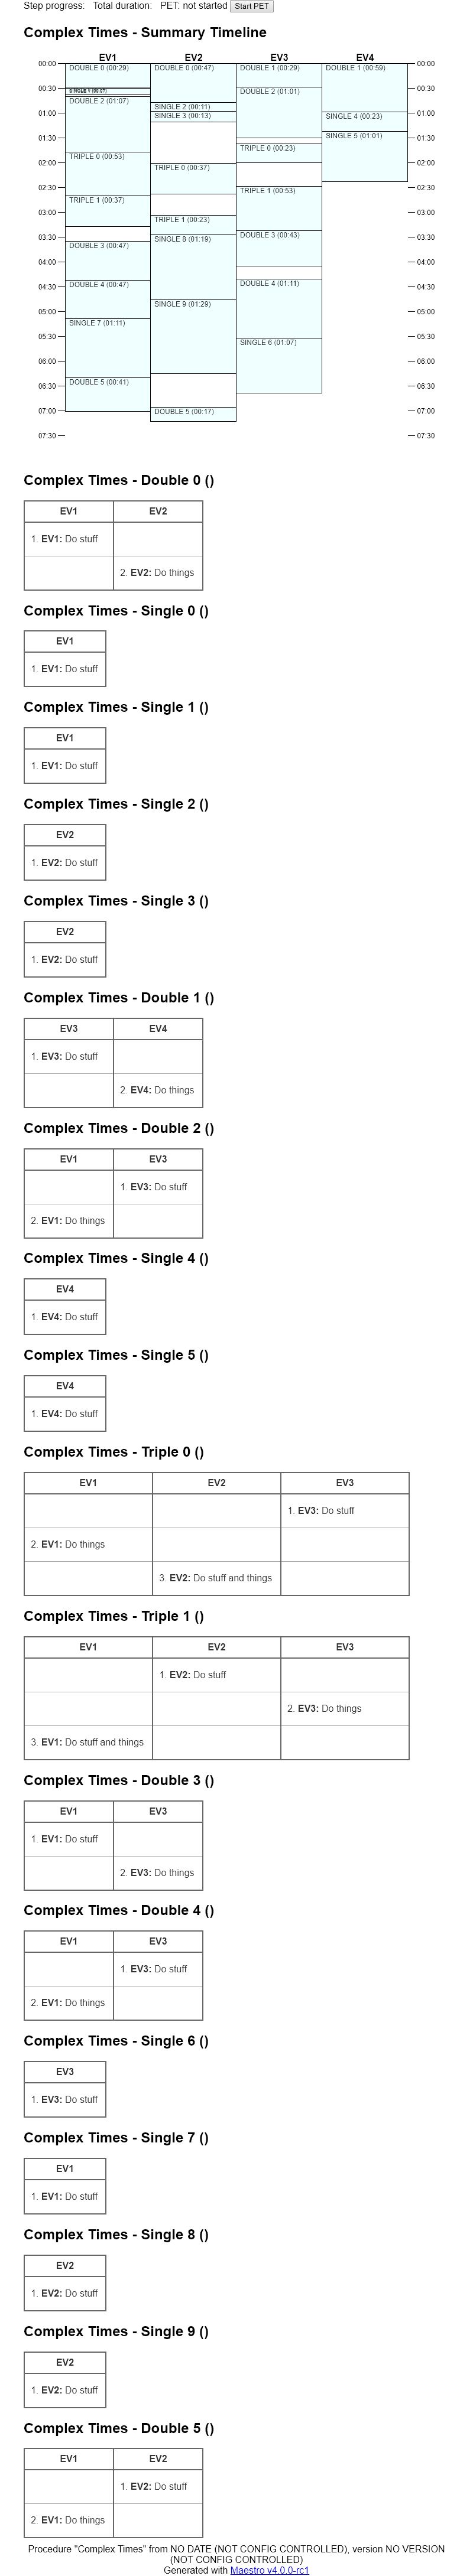 Step progress: Total duration: PET: not started Start PET
Complex Times - Summary Timeline
EV1 EV2 EV3 EV4
00:00 DOUBLE 0 (00:29) DOUBLE 0 (00:47) DOUBLE 1 (00:29) DOUBLE 1 (00:59) 00:00
00:30 DOUBLE 2 (01:01) 00:30
DOUBLE 2 (01:07) SINGLE 2 (00:11)
01:00 SINGLE 3 (00:13) SINGLE 4 (00:23) 01:00
01:30 SINGLE 5 (01:01) 01:30
TRIPLE 0 (00:53) TRIPLE 0 (00:23)
02:00 TRIPLE 0 (00:37) 02:00
02:30 TRIPLE 1 (00:53) 02:30
TRIPLE 1 (00:37)
03:00 TRIPLE 1 (00:23) 03:00
03:30 SINGLE 8 (01:19) DOUBLE 3 (00:43) 03:30
DOUBLE 3 (00:47)
04:00 04:00
04:30 DOUBLE 4 (00:47) DOUBLE 4 (01:11) 04:30
SINGLE 9 (01:29)
05:00 05:00
SINGLE 7 (01:11)
05:30 SINGLE 6 (01:07) 05:30
06:00 06:00
06:30 DOUBLE 5 (00:41) 06:30
07:00 DOUBLE 5 (00:17) 07:00
07:30 07:30
Complex Times - Double 0 ()
EV1 EV2
1. EV1: Do stuff
2. EV2: Do things
Complex Times - Single 0 ()
EV1
1. EV1: Do stuff
Complex Times - Single 1 ()
EV1
1. EV1: Do stuff
Complex Times - Single 2 ()
EV2
1. EV2: Do stuff
Complex Times - Single 3 ()
EV2
1. EV2: Do stuff
Complex Times - Double 1 ()
EV3 EV4
1. EV3: Do stuff
2. EV4: Do things
Complex Times - Double 2 ()
EV1 EV3
1. EV3: Do stuff
2. EV1: Do things
Complex Times - Single 4 ()
EV4
1. EV4: Do stuff
Complex Times - Single 5 ()
EV4
1. EV4: Do stuff
Complex Times - Triple 0 ()
EV1 EV2 EV3
1. EV3: Do stuff
2. EV1: Do things
3. EV2: Do stuff and things
Complex Times - Triple 1 ()
EV1 EV2 EV3
1. EV2: Do stuff
2. EV3: Do things
3. EV1: Do stuff and things
Complex Times - Double 3 ()
EV1 EV3
1. EV1: Do stuff
2. EV3: Do things
Complex Times - Double 4 ()
EV1 EV3
1. EV3: Do stuff
2. EV1: Do things
Complex Times - Single 6 ()
EV3
1. EV3: Do stuff
Complex Times - Single 7 ()
EV1
1. EV1: Do stuff
Complex Times - Single 8 ()
EV2
1. EV2: Do stuff
Complex Times - Single 9 ()
EV2
1. EV2: Do stuff
Complex Times - Double 5 ()
EV1 EV2
1. EV2: Do stuff
2. EV1: Do things
Procedure "Complex Times" from NO DATE (NOT CONFIG CONTROLLED), version NO VERSION
(NOT CONFIG CONTROLLED)
Generated with Maestro v4.0.0-rc1